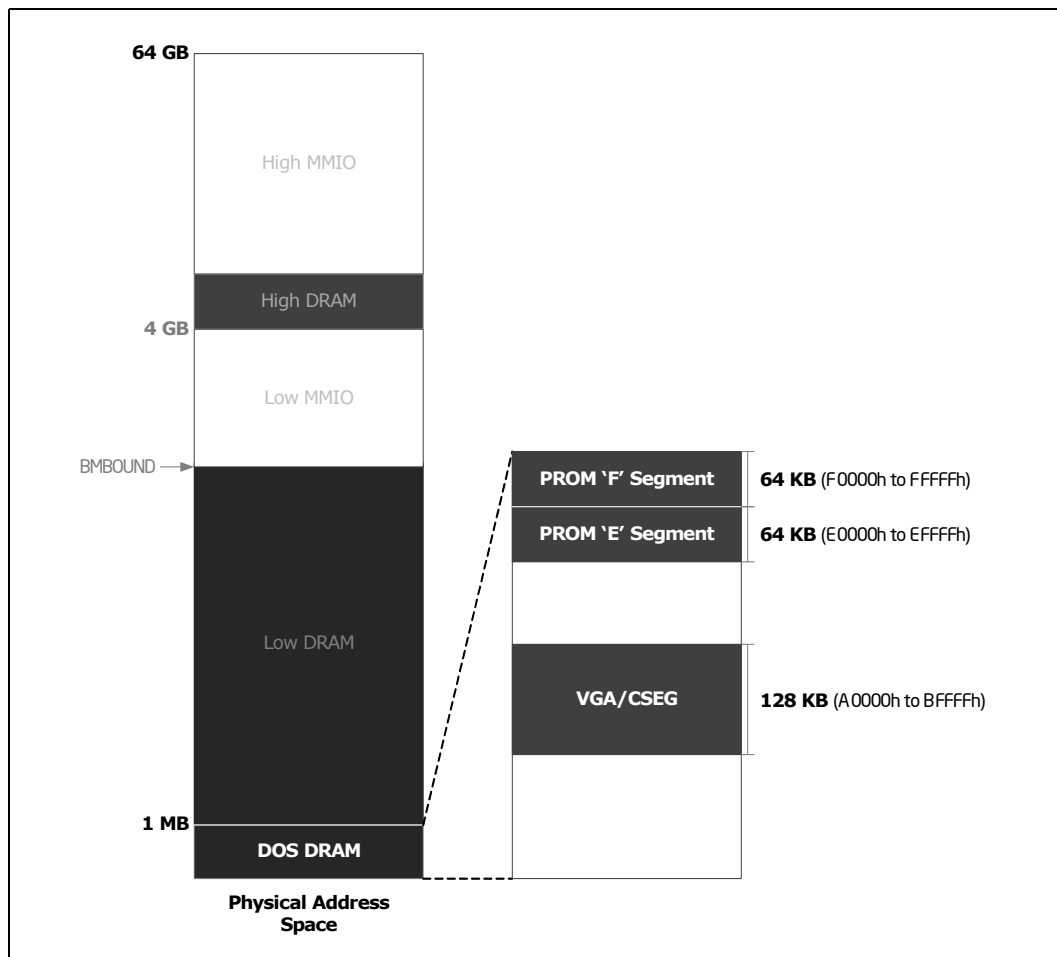 64 GB
High MMIO
High DRAM
4 GB
Low MMIO
BMBOUND
Low DRAM
1 MB
DOS DRAM
Physical Address
Space
PROM ‘F’ Segment
64 KB (F0000h to FFFFFh)
PROM ‘E’ Segment
64 KB (E0000h to EFFFFh)
VGA/CSEG
128 KB (A0000h to BFFFFh)